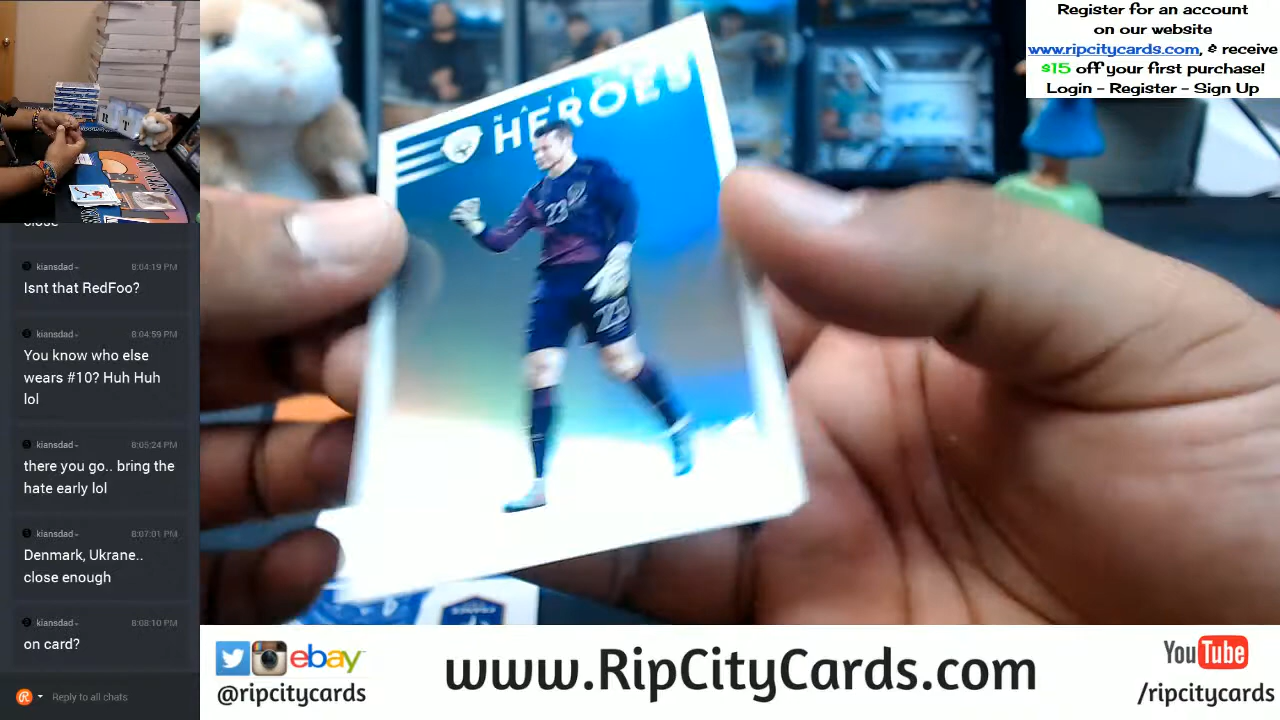 Register for an account
on our website
www.ripcitycards.com, & receive
$15 off your first purchase!
Login - Register - Sign Up
HEROES
23
23
close
kiansdad
8:04:19 PM
Isnt that RedFoo?
kiansdad
8:04:59 PM
You know who else
wears #10? Huh Huh
lol
kiansdad
8:05:24 PM
there you go.. bring the
hate early lol
kiansdad
8:07:01 PM
Denmark, Ukrane..
close enough
kiansdad
8:08:10 PM
on card?
Reply to all chats
ebay
@ripcitycards
www.RipCityCards.com
YouTube
/ripcitycards